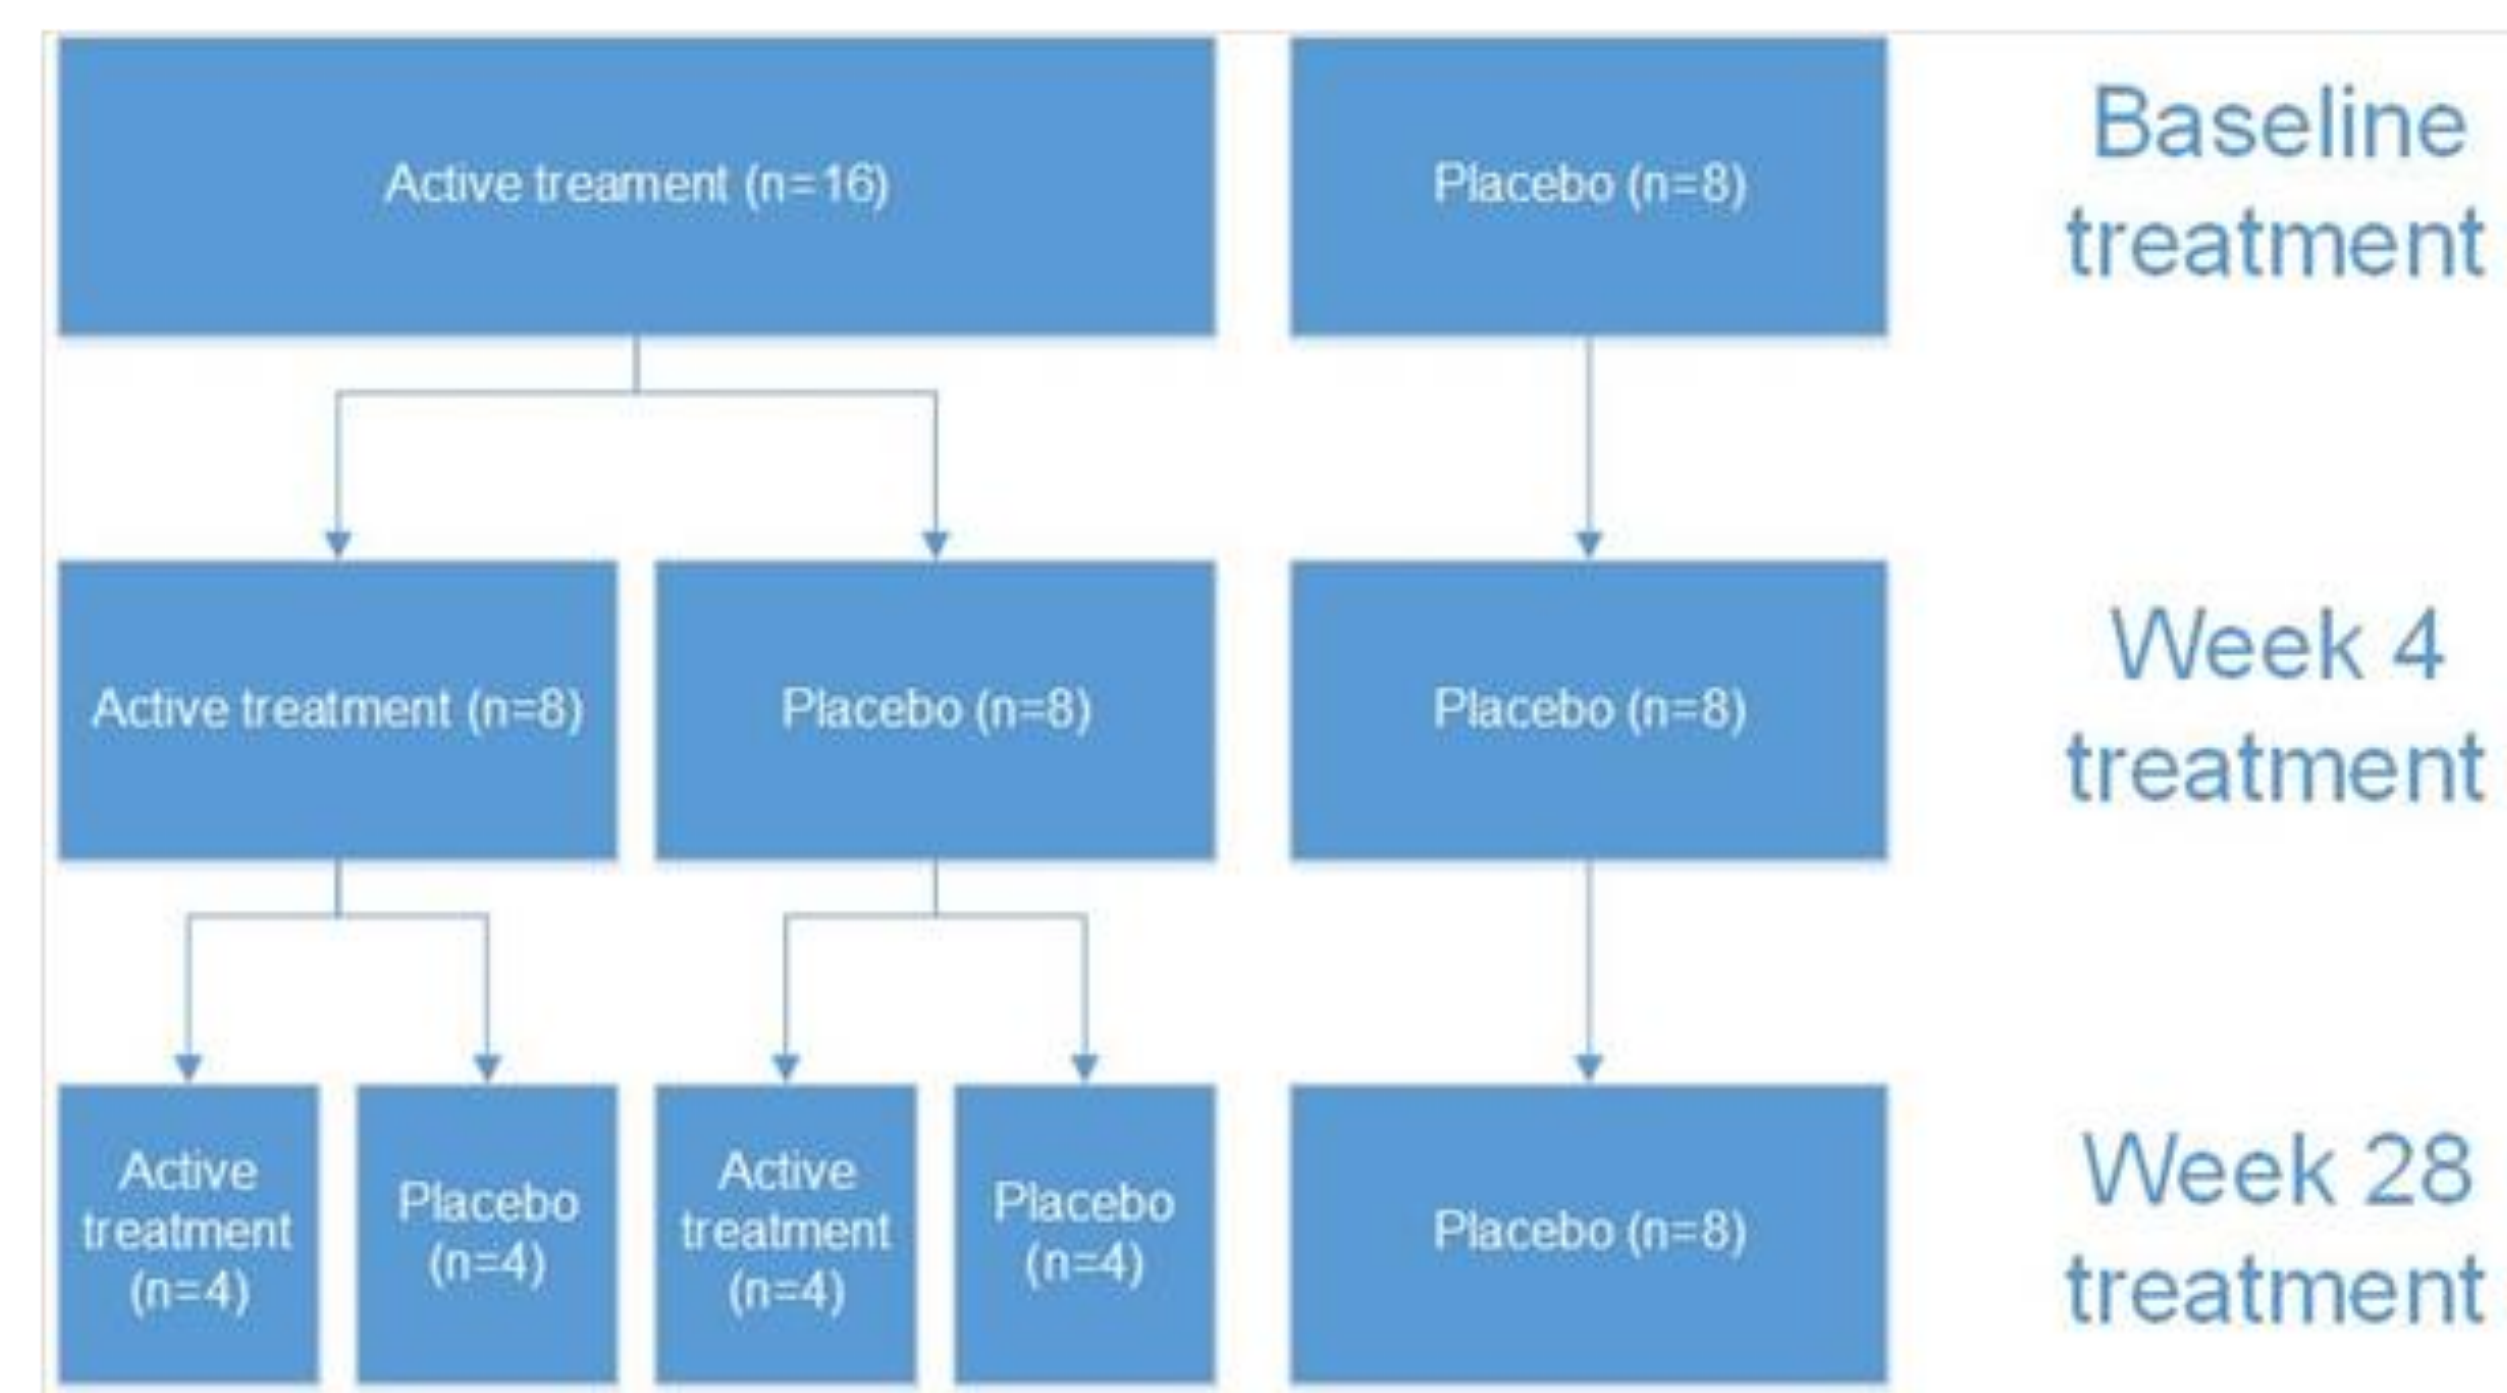 Active treament (n=16)
Placebo (n=8)
Baseline
treatment
Active treatment (n=8)
Placebo (n=8)
Placebo (n=8)
Week 4
treatment
Active
treatment
(n=4)
Placebo
(n=4)
Active
treatment
(n=4)
Placebo
(n=4)
Placebo (n=8)
Week 28
treatment